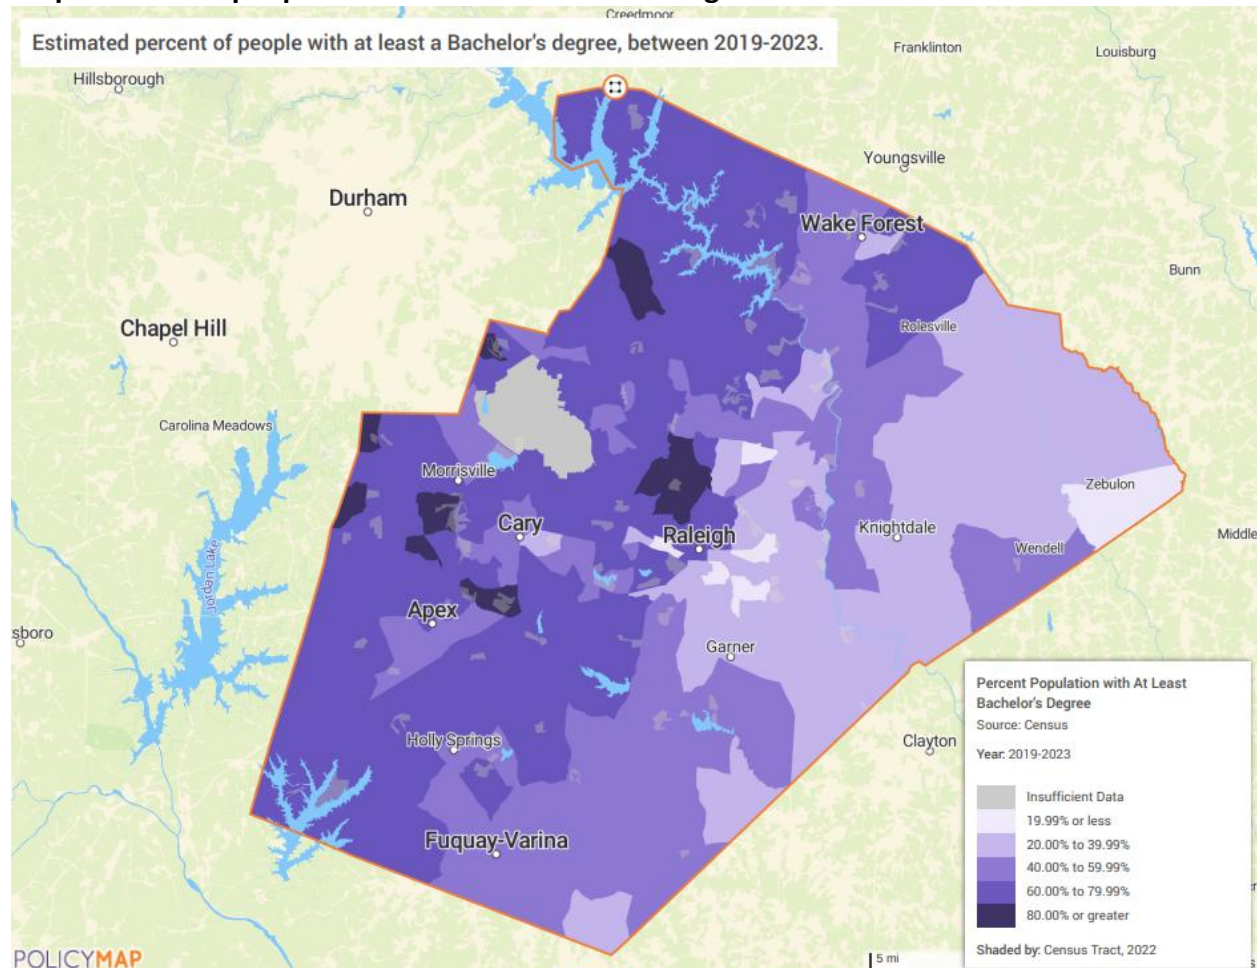 Creedmoor
Estimated percent of people with at least a Bachelor's degree, between 2019-2023.
Franklinton
Louisburg
Hillsborough
Youngsville
Durham
Wake Forest
Bunn
Chapel Hill
Rolesville
Carolina Meadows
Morrisville
Zebulon
Cary
Raleigh
Knightdale
Middle
Wendell
Jordan Lake
Apex
sboro
Garner
Holly Springs
Clayton
Fuquay-Varina
Percent Population with At Least
Bachelor's Degree
Source: Census
Year: 2019-2023
Insufficient Data
19.99% or less
20.00% to 39.99%
40.00% to 59.99%
60.00% to 79.99%
80.00% or greater
Shaded by: Census Tract, 2022
5 mi
POLICYMAP